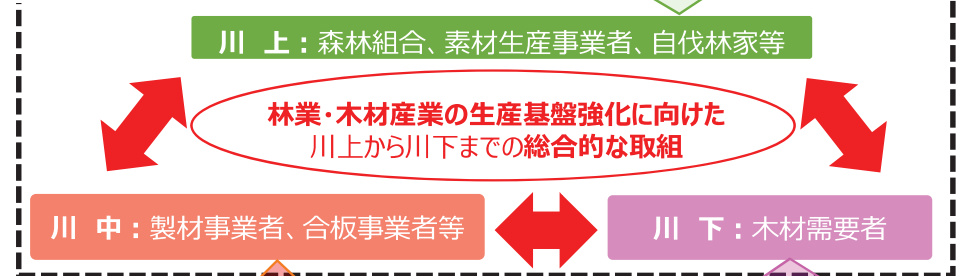 川 上：森林組合、素材生産事業者、自伐林家等
林業・木材産業の生産基盤強化に向けた
川上から川下までの総合的な取組
川 中：製材事業者、合板事業者等
川 下：木材需要者